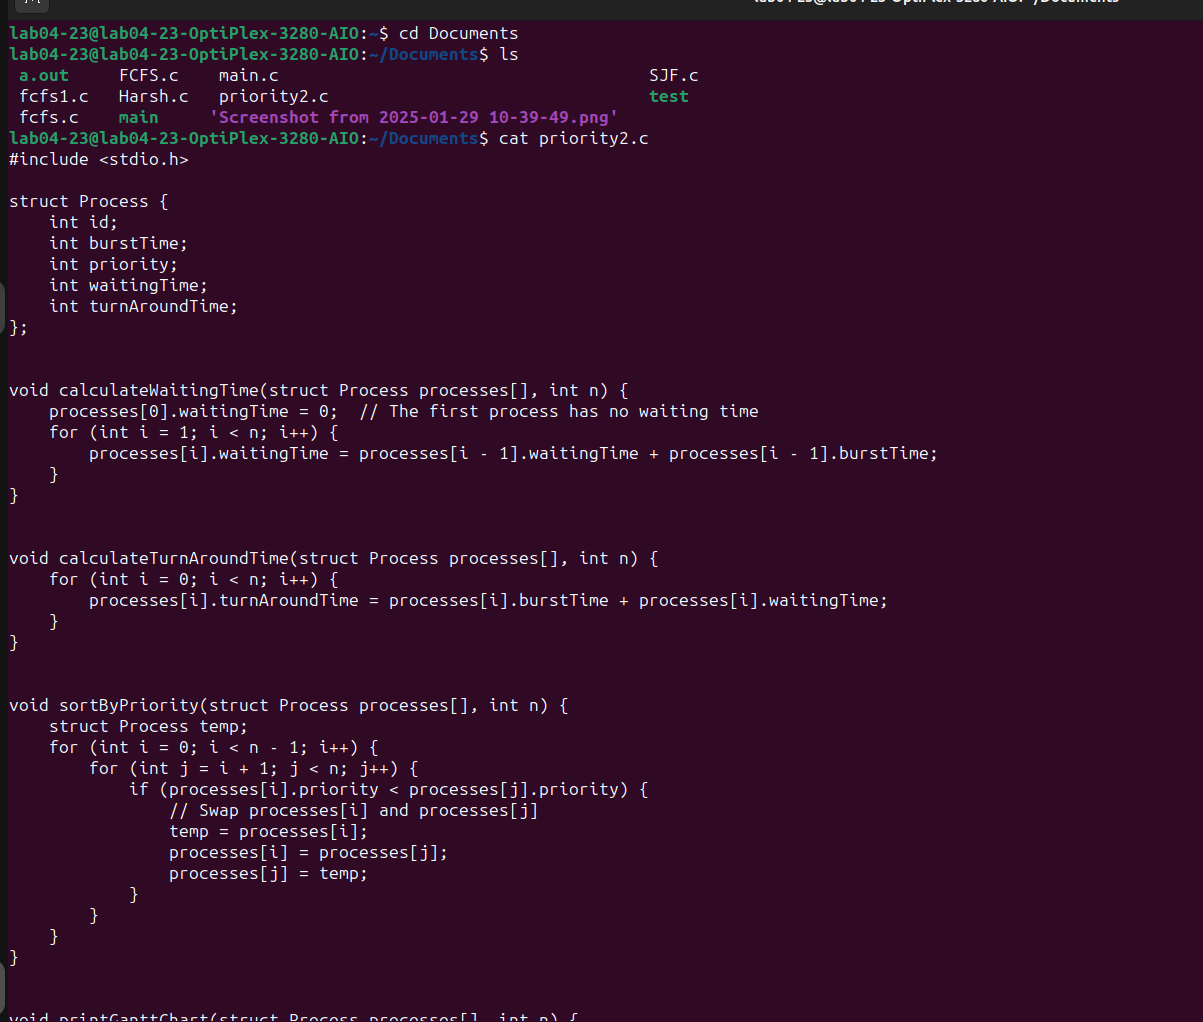 lab04-23@lab04-23-OptiPlex-3280-AIO:~$ cd Documents
lab04-23@lab04-23-OptiPlex-3280-AIO:~/Documents$ ls
 a.out     FCFS.c    main.c                                     SJF.c
 fcfs1.c   Harsh.c   priority2.c                                test
 fcfs.c    main     'Screenshot from 2025-01-29 10-39-49.png'
lab04-23@lab04-23-OptiPlex-3280-AIO:~/Documents$ cat priority2.c
#include <stdio.h>

struct Process {
    int id;
    int burstTime;
    int priority;
    int waitingTime;
    int turnAroundTime;
};


void calculateWaitingTime(struct Process processes[], int n) {
    processes[0].waitingTime = 0;  // The first process has no waiting time
    for (int i = 1; i < n; i++) {
        processes[i].waitingTime = processes[i - 1].waitingTime + processes[i - 1].burstTime;
    }
}


void calculateTurnAroundTime(struct Process processes[], int n) {
    for (int i = 0; i < n; i++) {
        processes[i].turnAroundTime = processes[i].burstTime + processes[i].waitingTime;
    }
}


void sortByPriority(struct Process processes[], int n) {
    struct Process temp;
    for (int i = 0; i < n - 1; i++) {
        for (int j = i + 1; j < n; j++) {
            if (processes[i].priority < processes[j].priority) {
                // Swap processes[i] and processes[j]
                temp = processes[i];
                processes[i] = processes[j];
                processes[j] = temp;
            }
        }
    }
}


void printGanttChart(struct Process processes[], int n) {